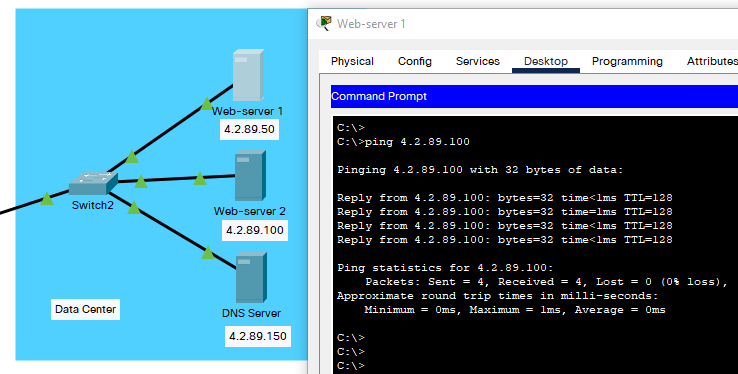 Web-server 1
4.2.89.50
Switch2
Web-server 2
4.2.89.100
DNS Server
4.2.89.150
Data Center
Web-server 1
Physical Config Services Desktop Programming Attributes
Command Prompt
C:\>
C:\>ping 4.2.89.100
Pinging 4.2.89.100 with 32 bytes of data:
Reply from 4.2.89.100: bytes=32 time<1ms TTL=128
Reply from 4.2.89.100: bytes=32 time=1ms TTL=128
Reply from 4.2.89.100: bytes=32 time<1ms TTL=128
Reply from 4.2.89.100: bytes=32 time<1ms TTL=128
Ping statistics for 4.2.89.100:
Packets: Sent = 4, Received = 4, Lost = 0 (0% loss),
Approximate round trip times in milli-seconds:
Minimum = 0ms, Maximum = 1ms, Average = 0ms
C:\>
C:\>
C:\>